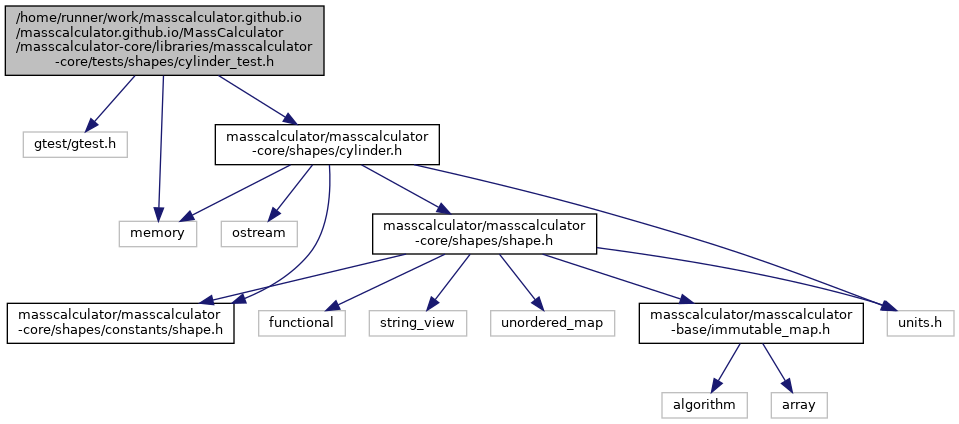 /home/runner/work/masscalculator.github.io
/masscalculator.github.io/MassCalculator
/masscalculator-core/libraries/masscalculator
-core/tests/shapes/cylinder_test.h
gtest/gtest.h
masscalculator/masscalculator
-core/shapes/cylinder.h
memory
ostream
masscalculator/masscalculator
-core/shapes/shape.h
masscalculator/masscalculator
-core/shapes/constants/shape.h
functional
string_view
unordered_map
masscalculator/masscalculator
-base/immutable_map.h
units.h
algorithm
array